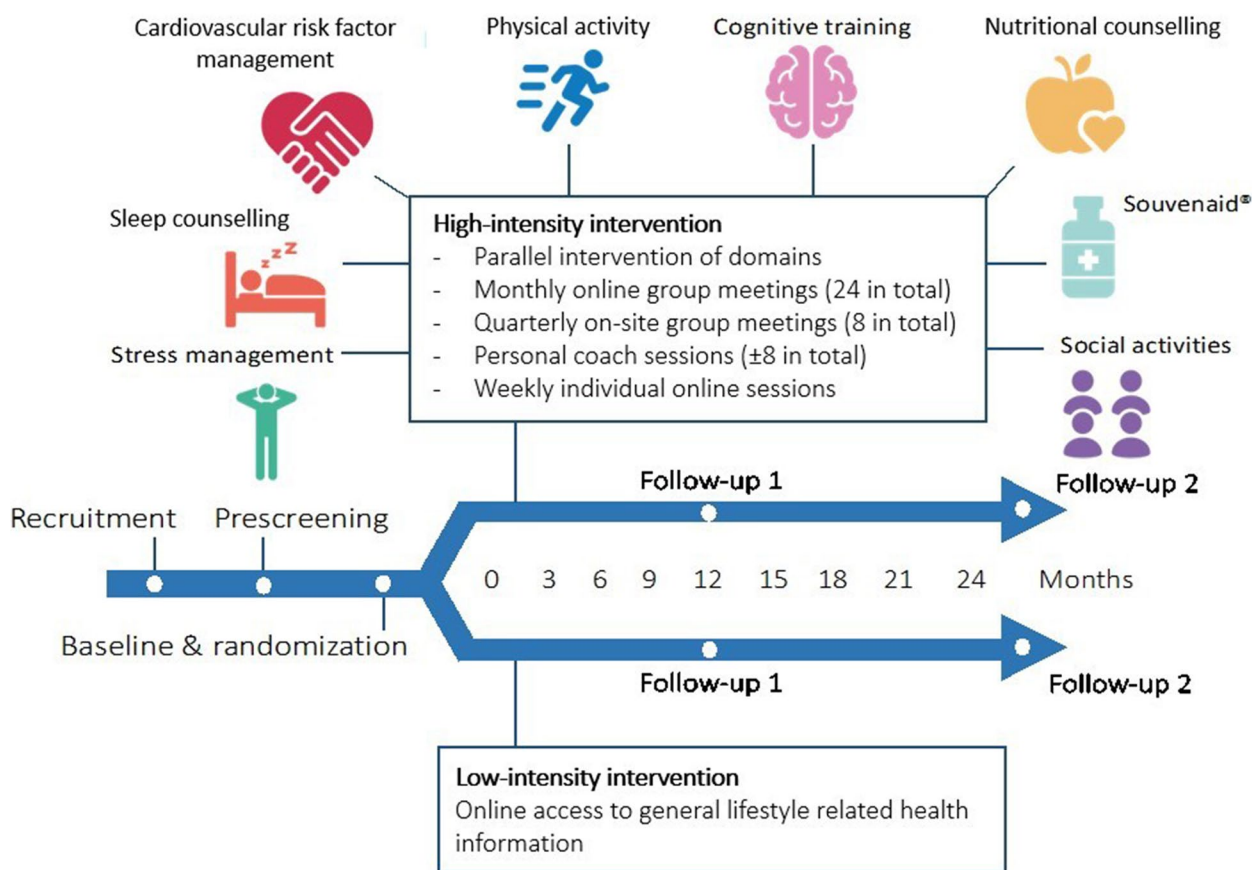 Cardiovascular risk factor
management
Physical activity
Cognitive training
Nutritional counselling
Sleep counselling
z z Z
Souvenaid®
Stress management
Social activities
High-intensity intervention
- Parallel intervention of domains
- Monthly online group meetings (24 in total)
- Quarterly on-site group meetings (8 in total)
- Personal coach sessions (±8 in total)
- Weekly individual online sessions
Recruitment
Prescreening
Follow-up 1
Follow-up 2
0 3 6 9 12 15 18 21 24 Months
Baseline & randomization
Follow-up 1
Follow-up 2
Low-intensity intervention
Online access to general lifestyle related health
information